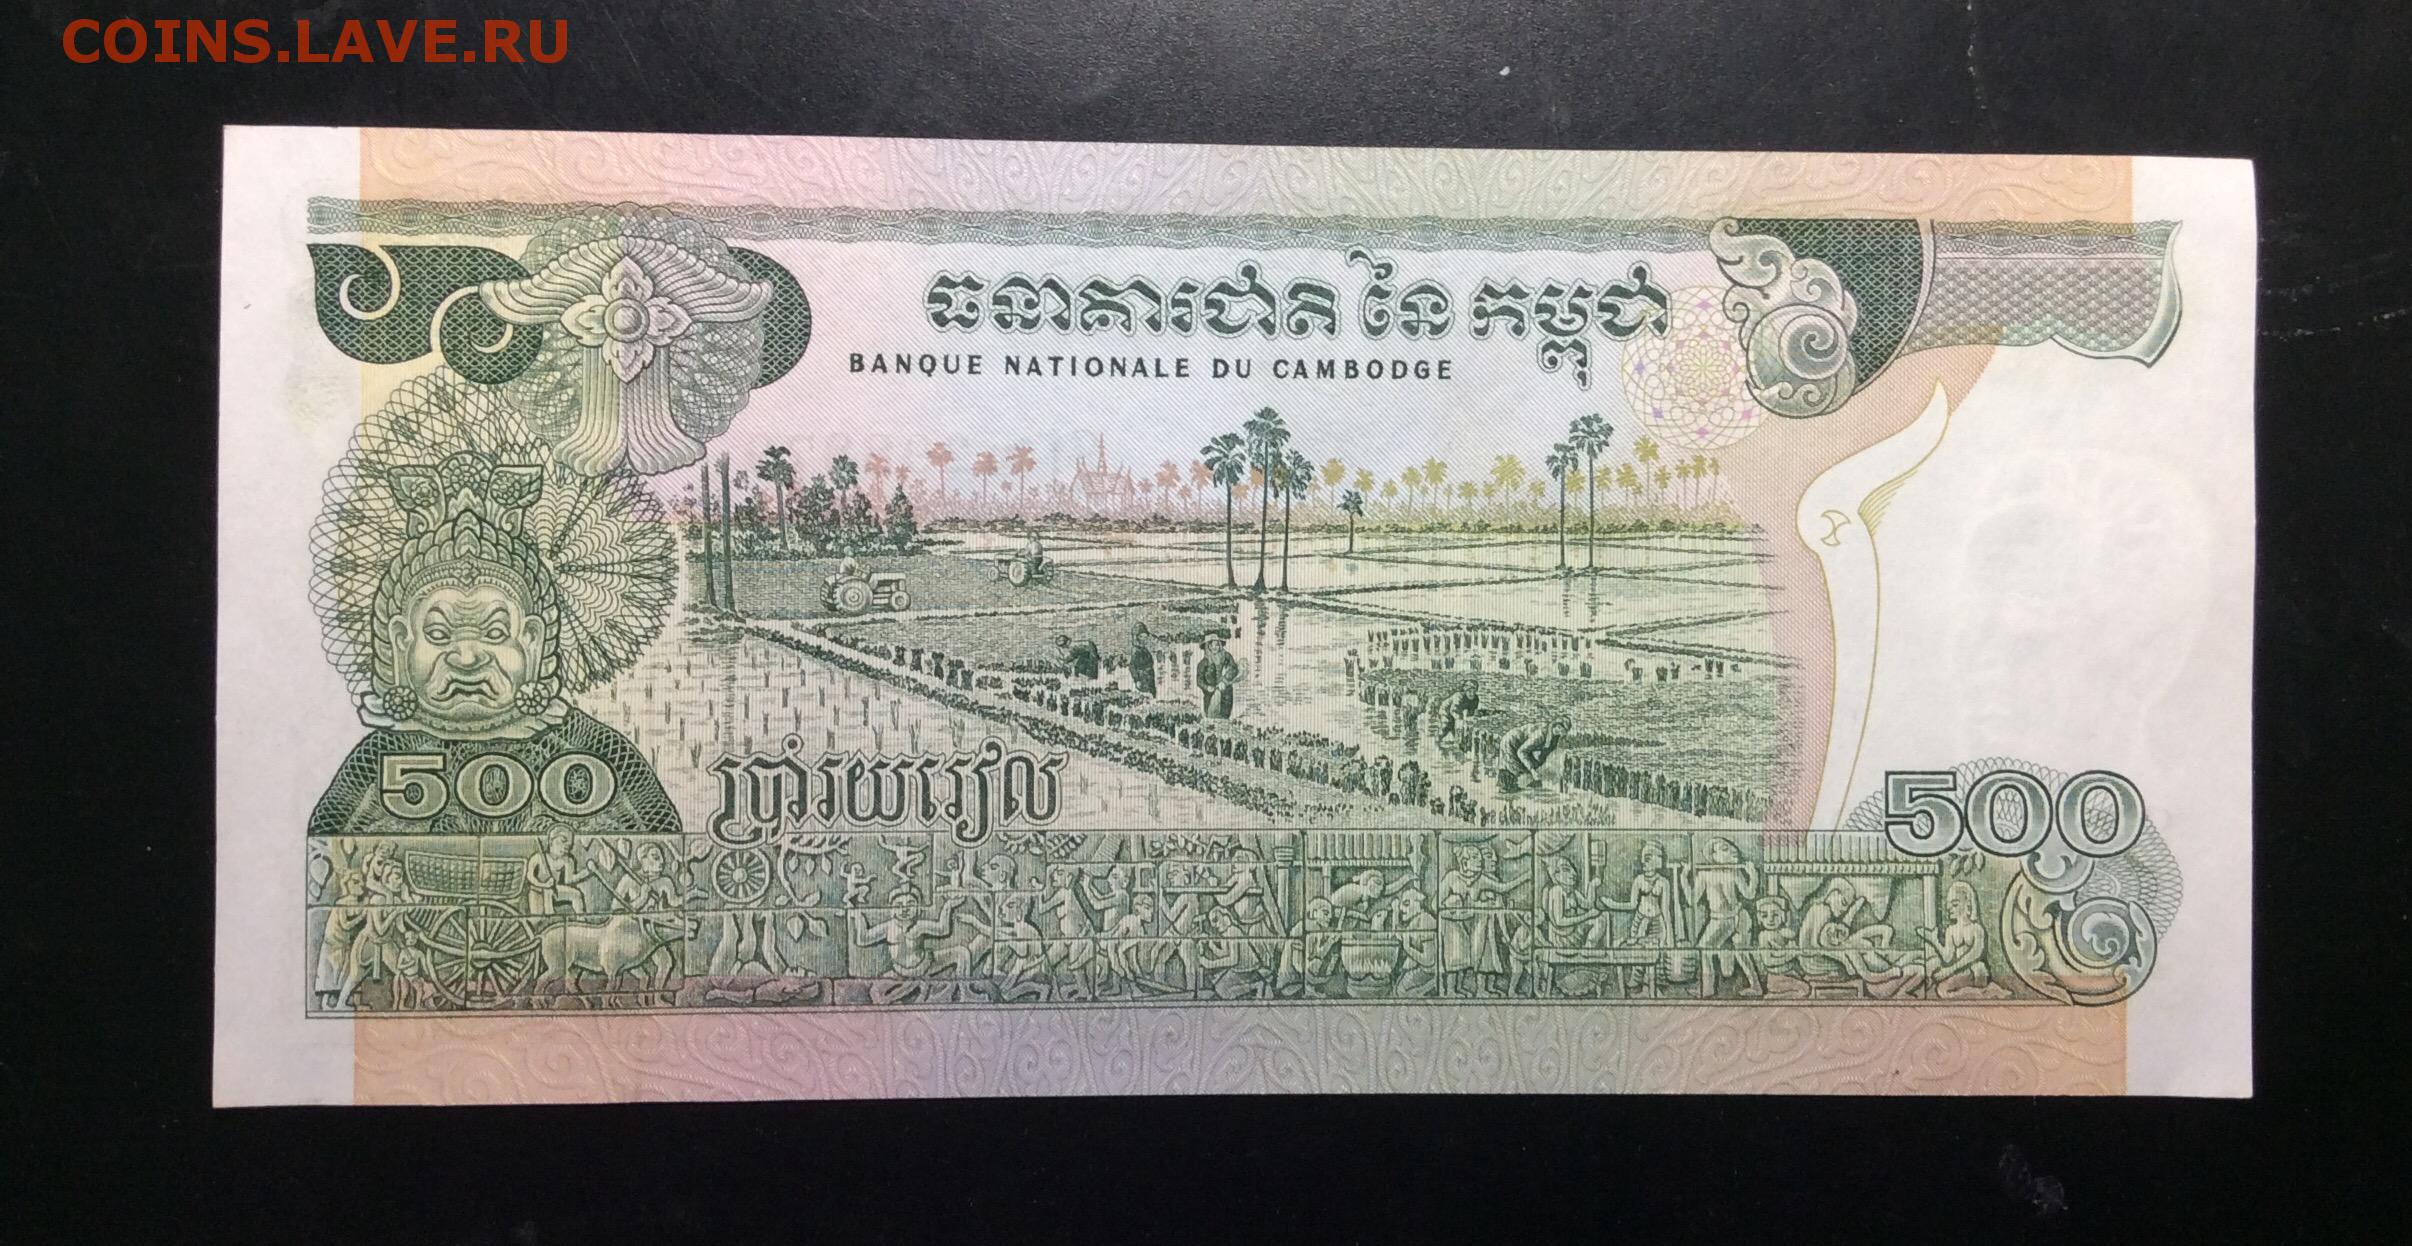 COINS.LAVE.RU
ធនាគារជាតិ នៃ កម្ពុជា
BANQUE NATIONALE DU CAMBODGE
500
ប្រាំរយរៀល
500